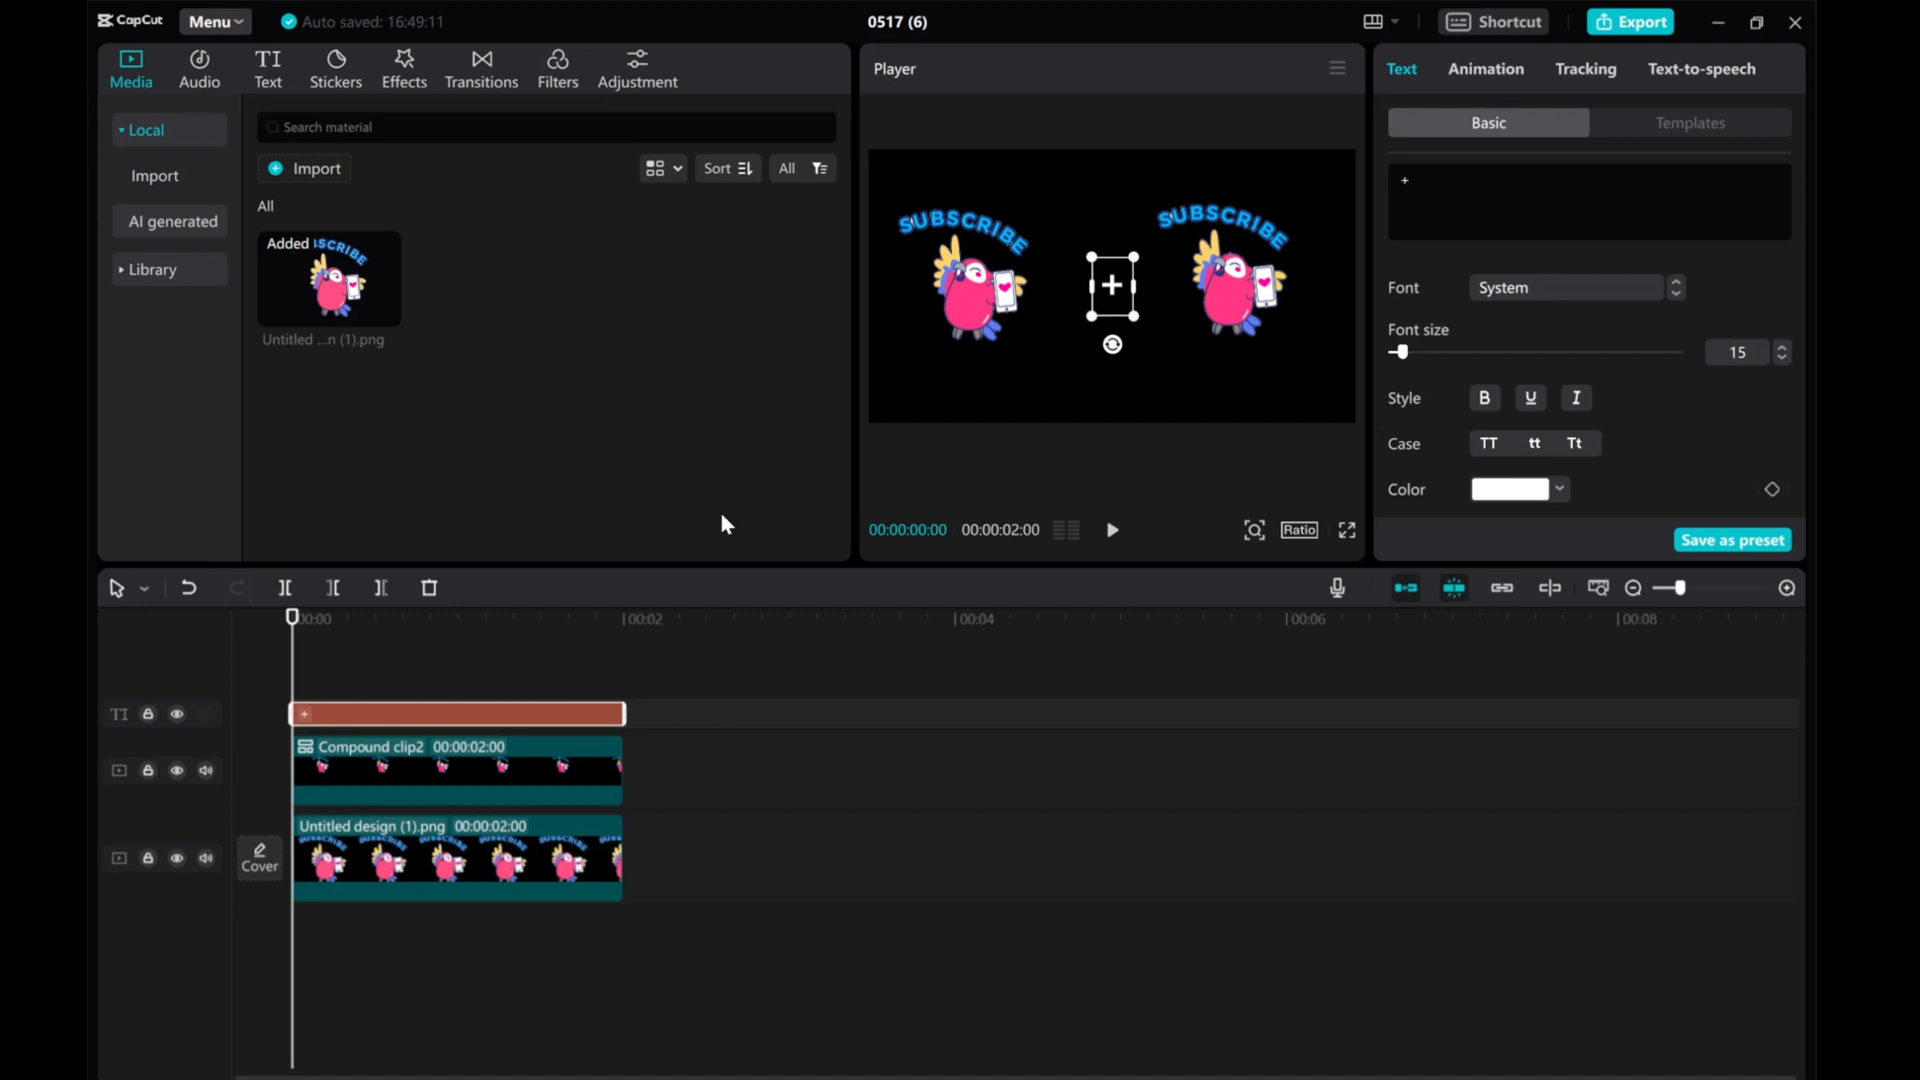 CapCut
Menu
Auto saved: 16:49:11
0517 (6)
Shortcut
Export
Media
Audio
TI
Text
Stickers
Effects
Transitions
Filters
Adjustment
Player
Text
Animation
Tracking
Text-to-speech
Local
Import
AI generated
Library
Search material
Import
Sort
All
All
Added
SCRIBE
Untitled ...n (1).png
SUBSCRIBE
+
SUBSCRIBE
Basic
Templates
+
Font
System
Font size
15
Style
B
U
I
Case
TT
tt
Tt
Color
00:00:00:00
00:00:02:00
Ratio
Save as preset
00:00
00:02
00:04
00:06
00:08
TI
+
Compound clip2 00:00:02:00
Untitled design (1).png 00:00:02:00
Cover